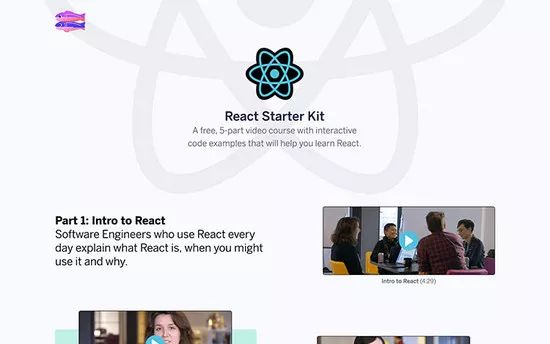 React Starter Kit
A free, 5-part video course with interactive
code examples that will help you learn React.
Part 1: Intro to React
Software Engineers who use React every
day explain what React is, when you might
use it and why.
Intro to React (4:29)